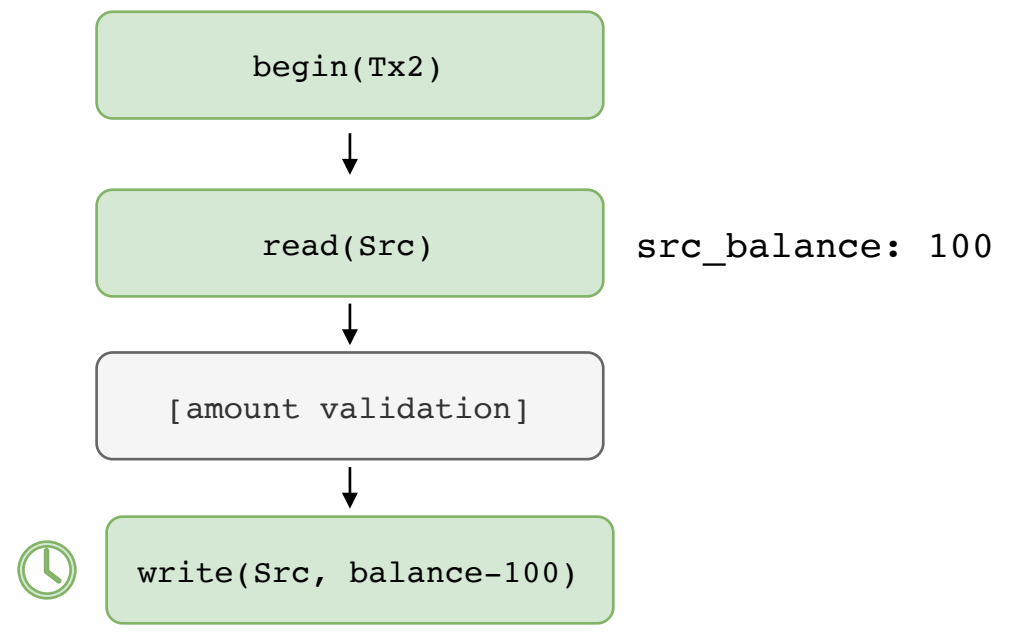 begin(Tx2)
read(Src)
src_balance: 100
[amount validation]
write(Src, balance-100)